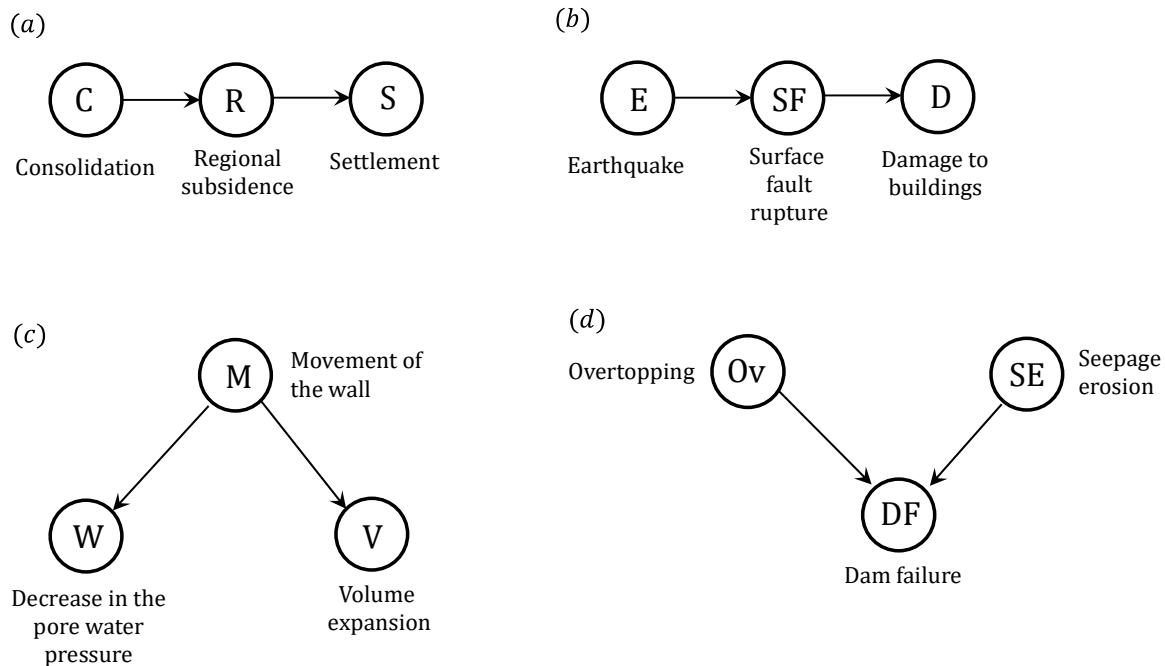 (a)
C
R
S
Consolidation
Regional
subsidence
Settlement
(b)
E
SF
D
Earthquake
Surface
fault
rupture
Damage to
buildings
(c)
M
Movement of
the wall
W
V
Decrease in the
pore water
pressure
Volume
expansion
(d)
Overtopping
Ov
SE
Seepage
erosion
DF
Dam failure